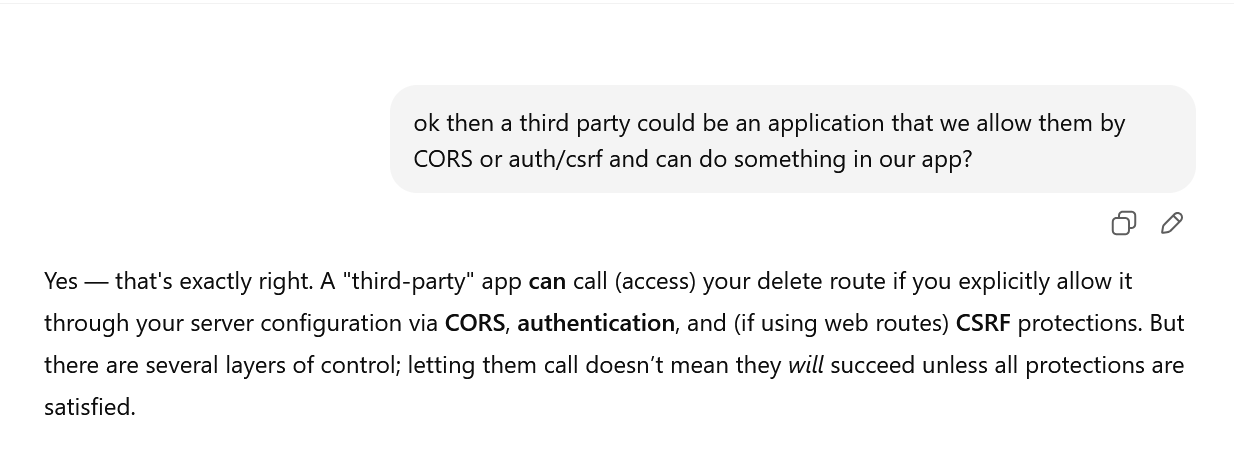 ok then a third party could be an application that we allow them by
CORS or auth/csrf and can do something in our app?
Yes — that's exactly right. A "third-party" app can call (access) your delete route if you explicitly allow it
through your server configuration via CORS, authentication, and (if using web routes) CSRF protections. But
there are several layers of control; letting them call doesn’t mean they will succeed unless all protections are
satisfied.